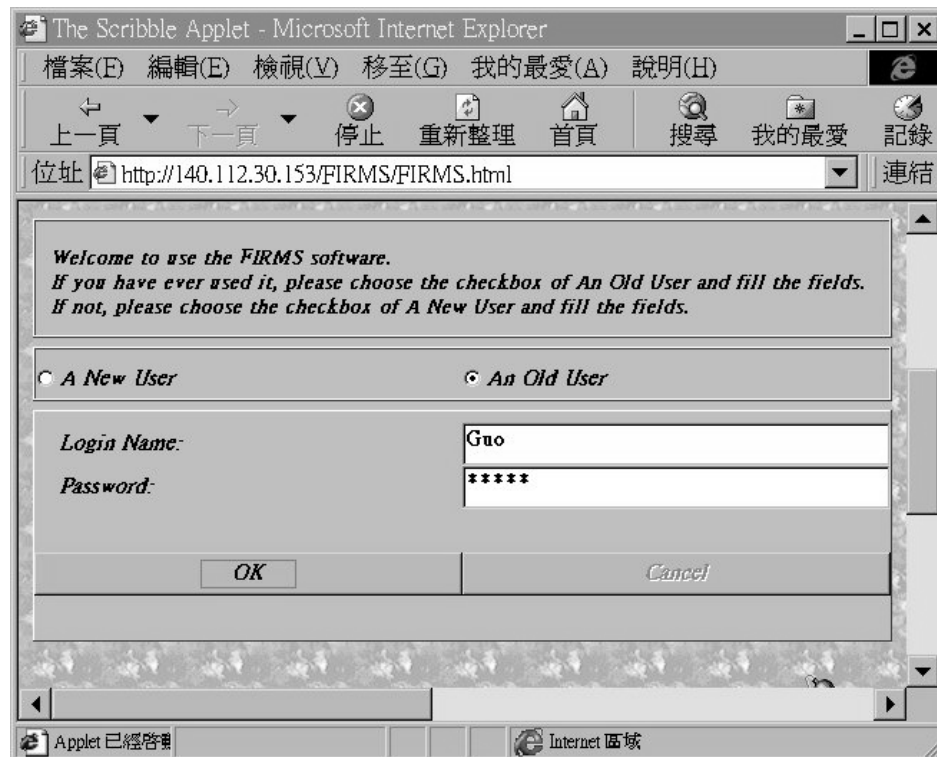 The Scribble Applet - Microsoft Internet Explorer
檔案(F) 編輯(E) 檢視(V) 移至(G) 我的最愛(A) 說明(H)
上一頁 下一頁 停止 重新整理 首頁 搜尋 我的最愛 記錄
位址 http://140.112.30.153/FIRMS/FIRMS.html 連結
Welcome to use the FIRMS software.
If you have ever used it, please choose the checkbox of An Old User and fill the fields.
If not, please choose the checkbox of A New User and fill the fields.
A New User An Old User
Login Name: Guo
Password: *****
OK Cancel
Applet 已經啓動 Internet 區域